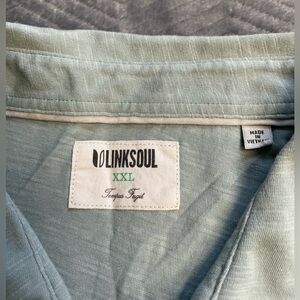 LINKSOUL
XXL
Tempus Fugit
MADE IN
VIETNAM